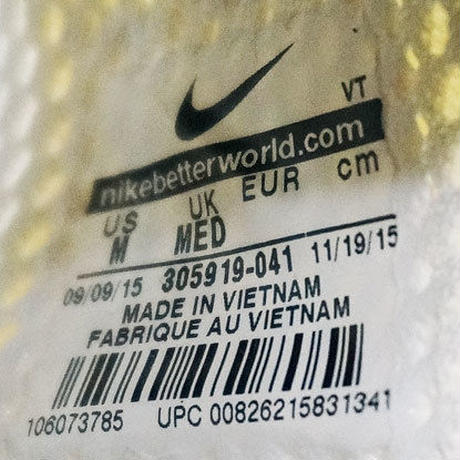 VT
nikebetterworld.com
US UK EUR cm
M MED
09/09/15 305919-041 11/19/15
MADE IN VIETNAM
FABRIQUE AU VIETNAM
106073785 UPC 00826215831341